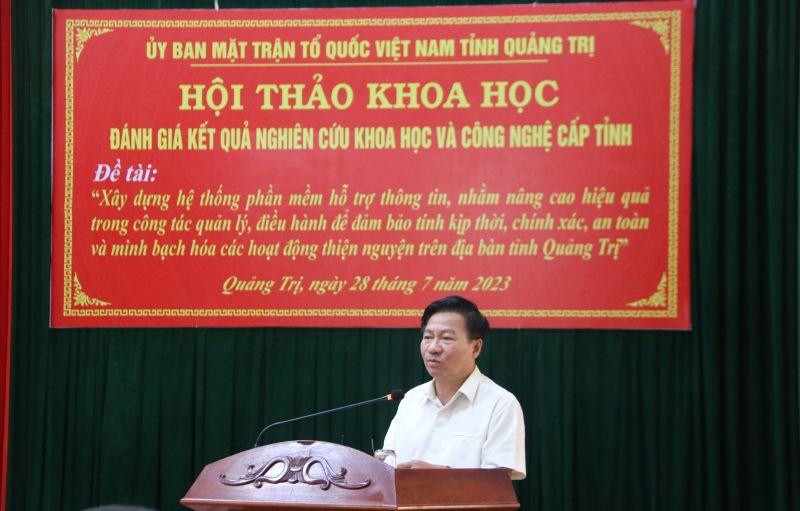 ỦY BAN MẶT TRẬN TỔ QUỐC VIỆT NAM TỈNH QUẢNG TRỊ
HỘI THẢO KHOA HỌC
ĐÁNH GIÁ KẾT QUẢ NGHIÊN CỨU KHOA HỌC VÀ CÔNG NGHỆ CẤP TỈNH
Đề tài:
“Xây dựng hệ thống phần mềm hỗ trợ thông tin, nhằm nâng cao hiệu quả
trong công tác quản lý, điều hành để đảm bảo tính kịp thời, chính xác, an toàn
và minh bạch hóa các hoạt động thiện nguyện trên địa bàn tỉnh Quảng Trị”
Quảng Trị, ngày 28 tháng 7 năm 2023